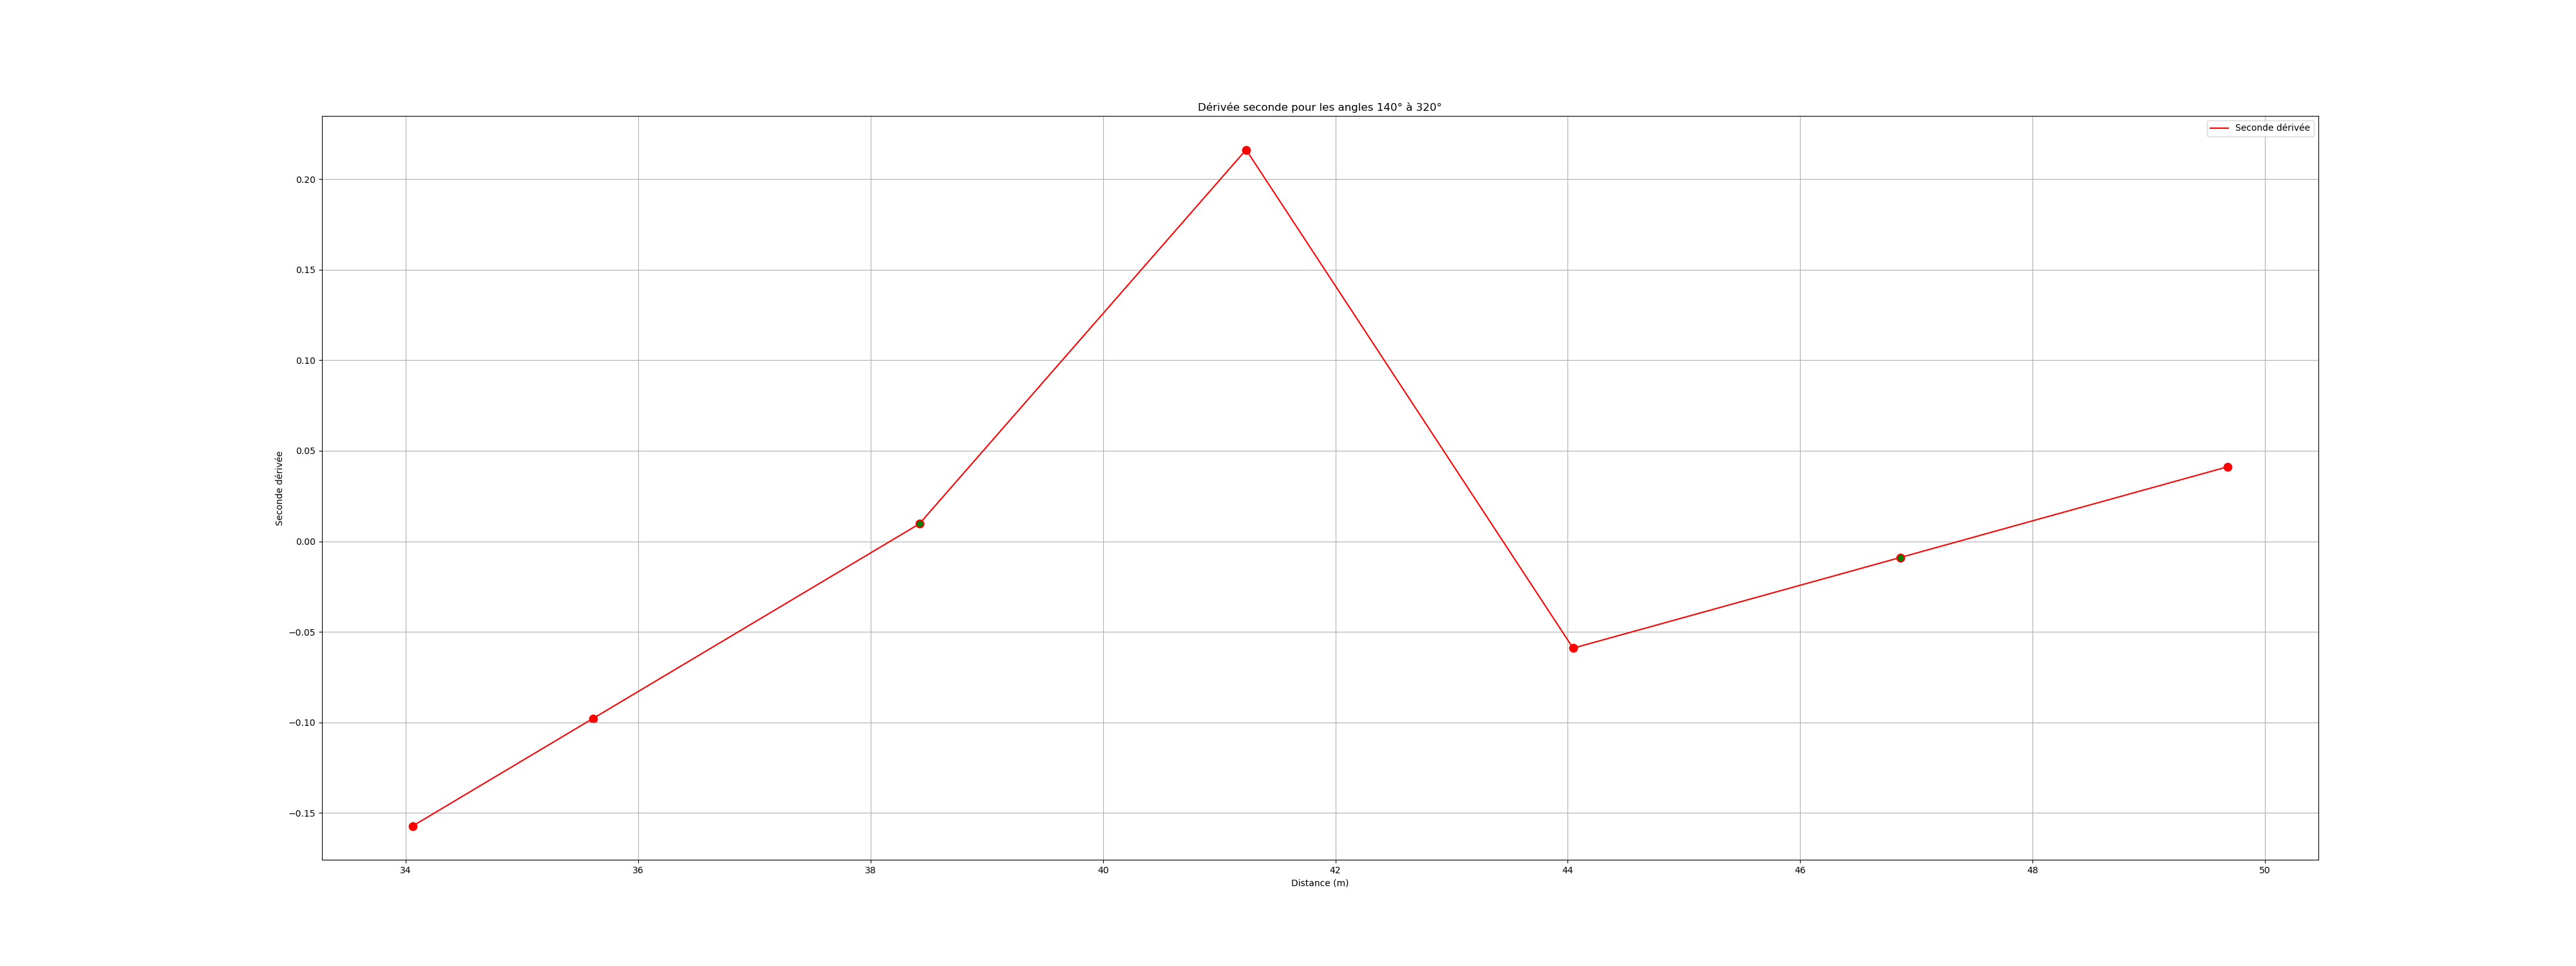 Dérivée seconde pour les angles 140° à 320°
Seconde dérivée
0.20
0.15
0.10
0.05
0.00
−0.05
−0.10
−0.15
Seconde dérivée
34 36 38 40 42 44 46 48 50
Distance (m)